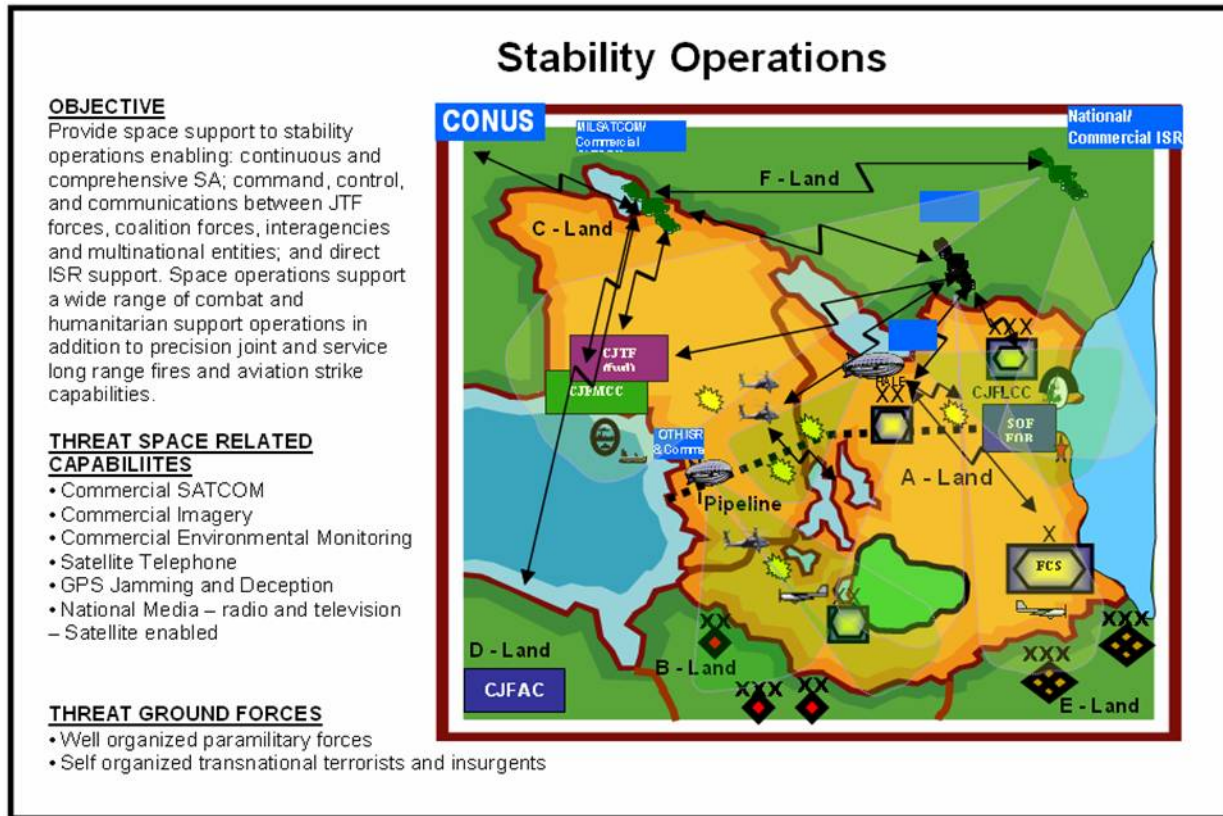 Stability Operations
OBJECTIVE
Provide space support to stability
operations enabling: continuous and
comprehensive SA; command, control,
and communications between JTF
forces, coalition forces, interagencies
and multinational entities; and direct
ISR support. Space operations support
a wide range of combat and
humanitarian support operations in
addition to precision joint and service
long range fires and aviation strike
capabilities.
THREAT SPACE RELATED
CAPABILIITES
• Commercial SATCOM
• Commercial Imagery
• Commercial Environmental Monitoring
• Satellite Telephone
• GPS Jamming and Deception
• National Media – radio and television
– Satellite enabled
THREAT GROUND FORCES
• Well organized paramilitary forces
• Self organized transnational terrorists and insurgents
CONUS
MILSATCOM/
Commercial
National/
Commercial ISR
F - Land
C - Land
CJTF
(Fwd)
CJFMCC
XXX
CJFLCC
HALE
XX
SOF
FOB
OTH ISR
& Comms
A - Land
Pipeline
X
FCS
XX
XX
B - Land
XXX
XX
XXX
XXX
D - Land
CJFAC
E - Land